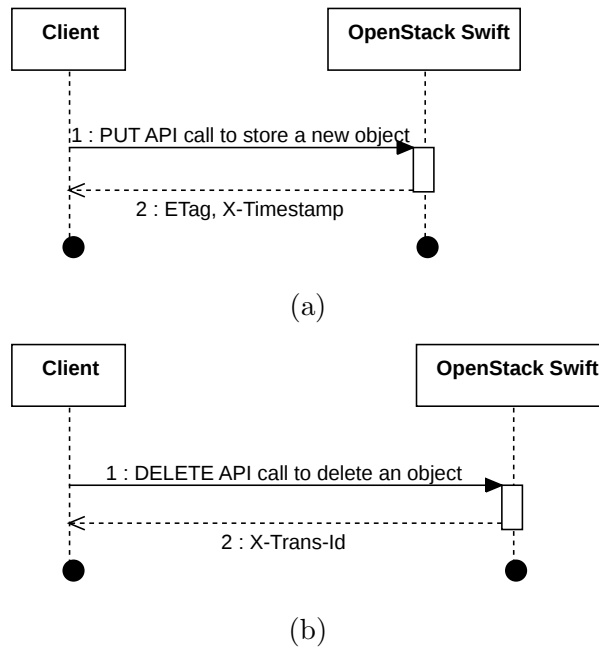 Client OpenStack Swift
1 : PUT API call to store a new object
2 : ETag, X-Timestamp
(a)
Client OpenStack Swift
1 : DELETE API call to delete an object
2 : X-Trans-Id
(b)